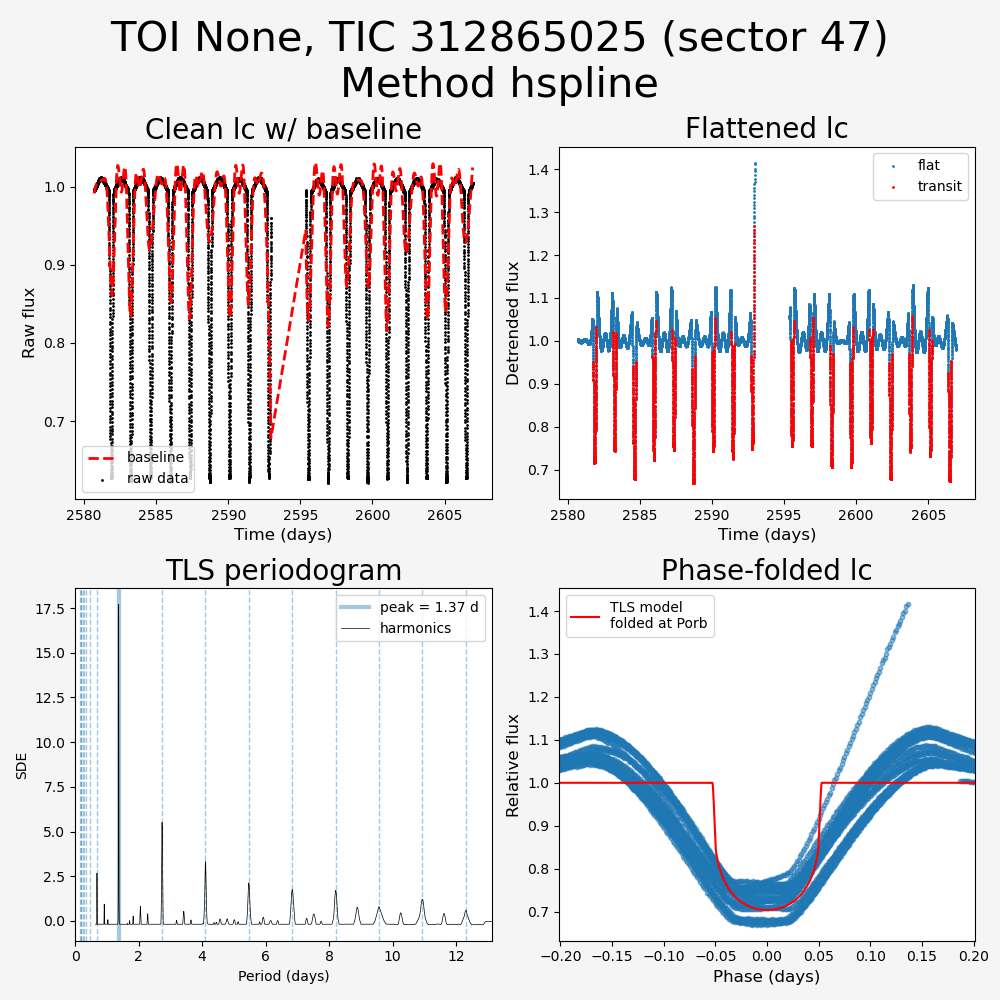 TOI None, TIC 312865025 (sector 47)
Method hspline
Clean lc w/ baseline
Flattened lc
1.0
0.9
0.8
0.7
Raw flux
baseline
raw data
2580
2585
2590
2595
2600
2605
Time (days)
1.4
1.3
1.2
1.1
1.0
0.9
0.8
0.7
Detrended flux
flat
transit
2580
2585
2590
2595
2600
2605
Time (days)
TLS periodogram
Phase-folded lc
17.5
15.0
12.5
10.0
7.5
5.0
2.5
0.0
SDE
peak = 1.37 d
harmonics
0
2
4
6
8
10
12
Period (days)
1.4
1.3
1.2
1.1
1.0
0.9
0.8
0.7
Relative flux
TLS model
folded at Porb
−0.20
−0.15
−0.10
−0.05
0.00
0.05
0.10
0.15
0.20
Phase (days)